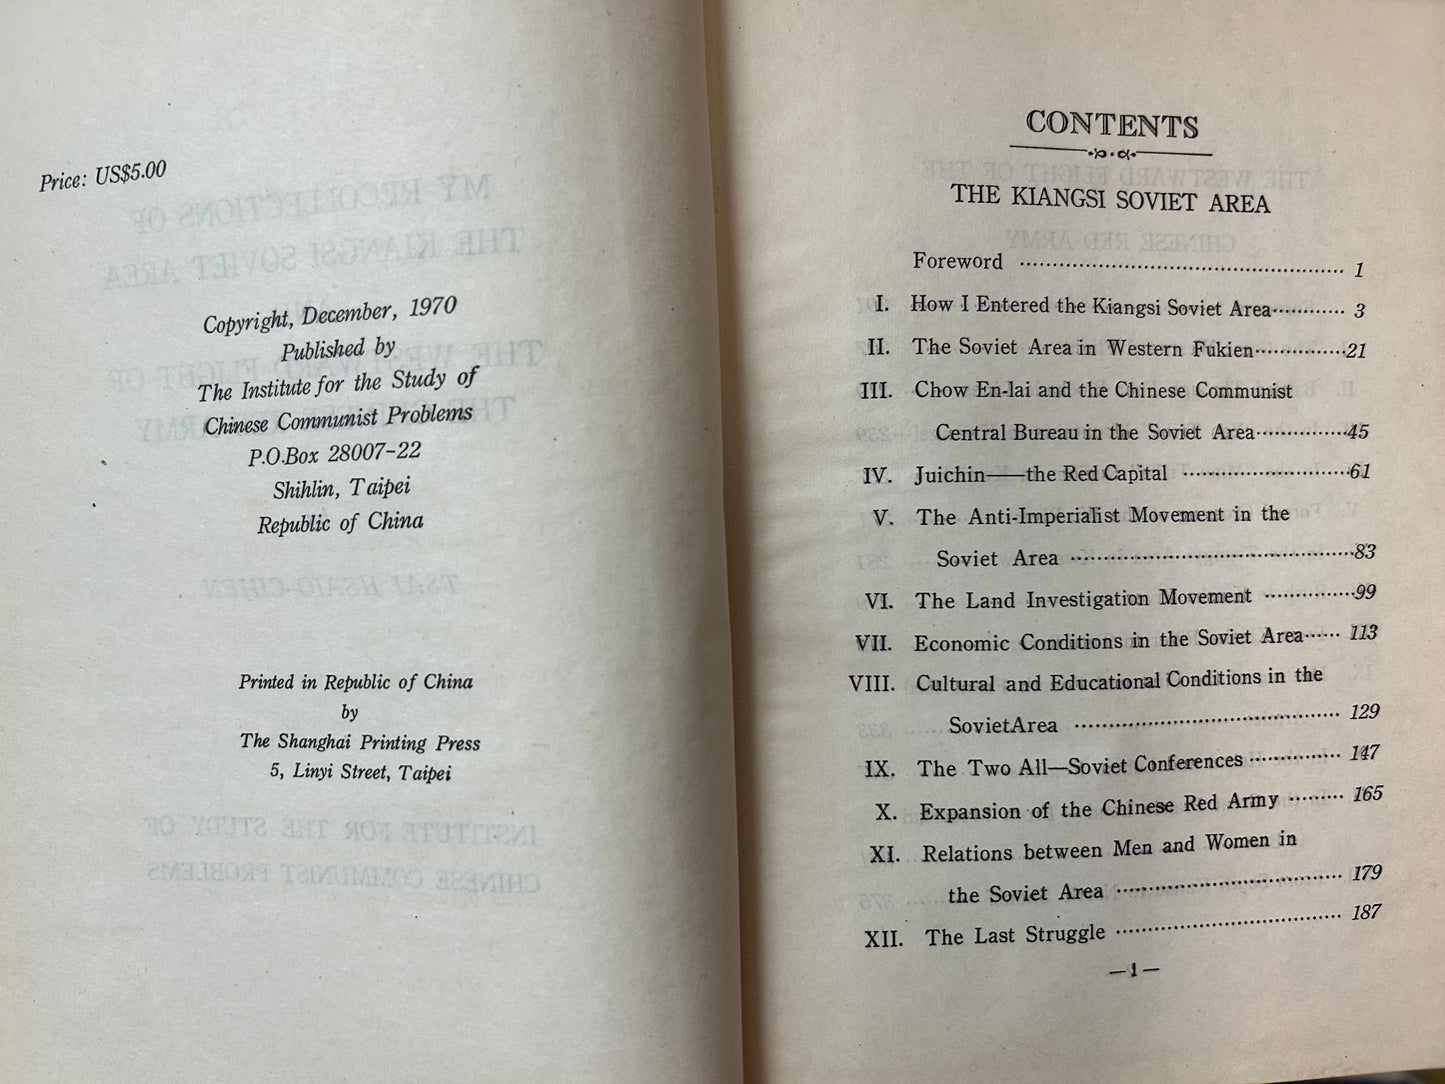 Price: US$5.00
Copyright, December, 1970
Published by
The Institute for the Study of
Chinese Communist Problems
P.O.Box 28007-22
Shihlin, Taipei
Republic of China
Printed in Republic of China
by
The Shanghai Printing Press
5, Linyi Street, Taipei
CONTENTS
THE KIANGSI SOVIET AREA
Foreword ·················································· 1
I. How I Entered the Kiangsi Soviet Area············ 3
II. The Soviet Area in Western Fukien··············21
III. Chow En-lai and the Chinese Communist
Central Bureau in the Soviet Area··············45
IV. Juichin——the Red Capital ··························61
V. The Anti-Imperialist Movement in the
Soviet Area ············································83
VI. The Land Investigation Movement ··············99
VII. Economic Conditions in the Soviet Area······ 113
VIII. Cultural and Educational Conditions in the
SovietArea ········································· 129
IX. The Two All—Soviet Conferences ·············· 147
X. Expansion of the Chinese Red Army ········· 165
XI. Relations between Men and Women in
the Soviet Area ··································· 179
XII. The Last Struggle ··································· 187
—1—